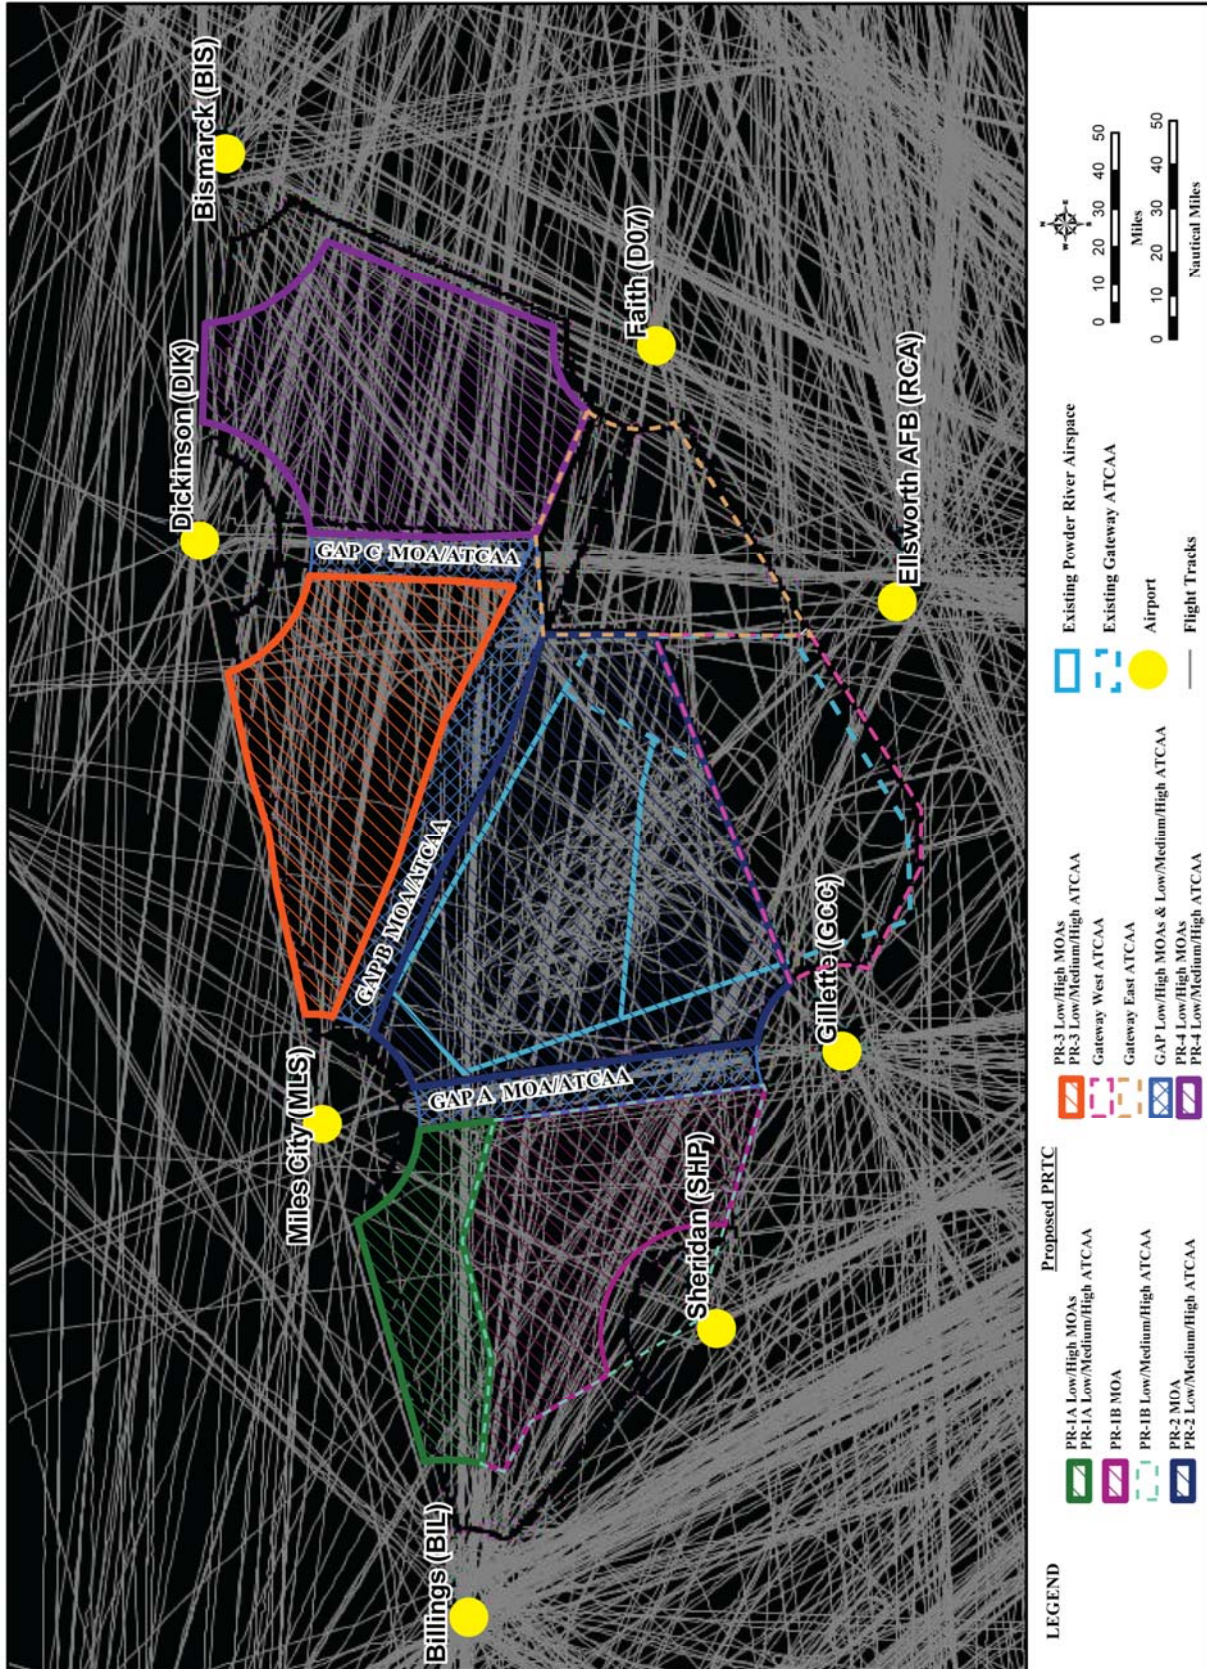 Bismarck (BIS)
Dickinson (DIK)
Faith (D07)
GAP C MOA/ATCAA
Ellsworth AFB (RCA)
Miles City (MLS)
GAP B MOA/ATCAA
GAP A MOA/ATCAA
Gillette (GCC)
Sheridan (SHP)
Billings (BIL)
LEGEND
Proposed PRTC
PR-1A Low/High MOAs
PR-1A Low/Medium/High ATCAA
PR-1B MOA
PR-1B Low/Medium/High ATCAA
PR-2 MOA
PR-2 Low/Medium/High ATCAA
PR-3 Low/High MOAs
PR-3 Low/Medium/High ATCAA
Gateway West ATCAA
Gateway East ATCAA
GAP Low/High MOAs & Low/Medium/High ATCAA
PR-4 Low/High MOAs
PR-4 Low/Medium/High ATCAA
Existing Powder River Airspace
Existing Gateway ATCAA
Airport
Flight Tracks
N
W E
S
0 10 20 30 40 50
Miles
0 10 20 30 40 50
Nautical Miles